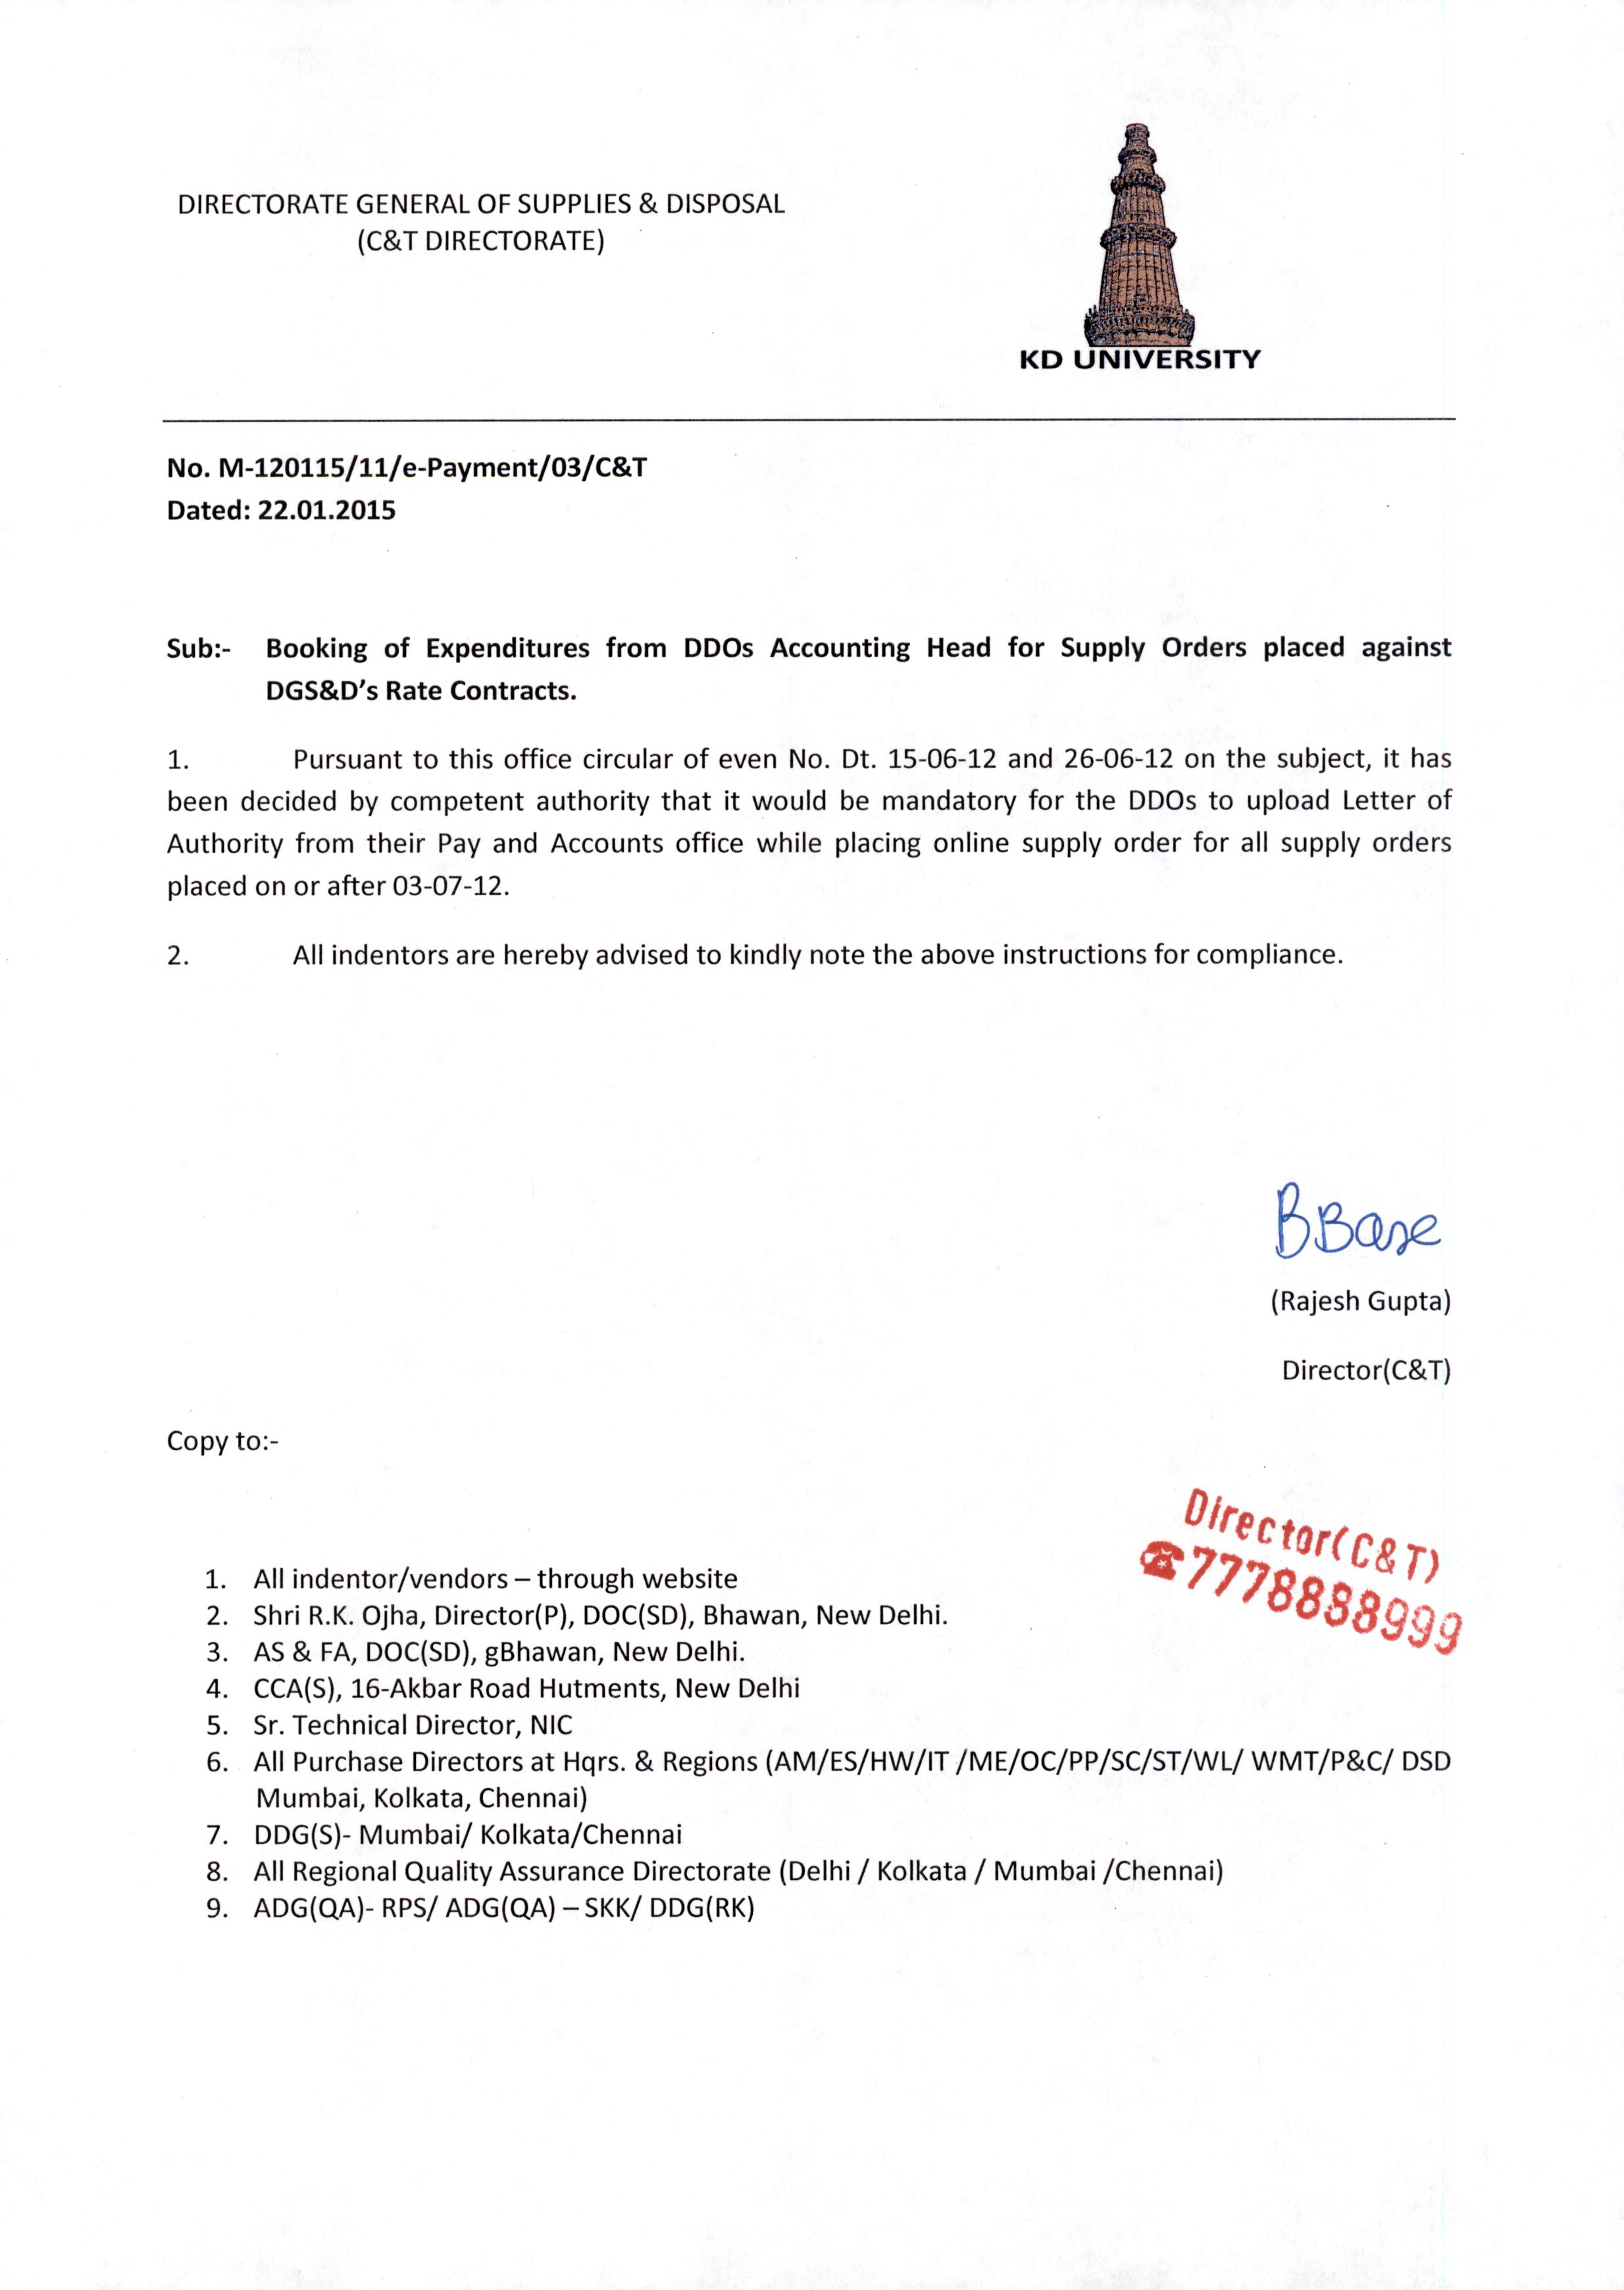 DIRECTORATE GENERAL OF SUPPLIES & DISPOSAL
(C&T DIRECTORATE)
KD UNIVERSITY
No. M-120115/11/e-Payment/03/C&T
Dated: 22.01.2015
Sub:- Booking of Expenditures from DDOs Accounting Head for Supply Orders placed against
DGS&D’s Rate Contracts.
1. Pursuant to this office circular of even No. Dt. 15-06-12 and 26-06-12 on the subject, it has
been decided by competent authority that it would be mandatory for the DDOs to upload Letter of
Authority from their Pay and Accounts office while placing online supply order for all supply orders
placed on or after 03-07-12.
2. All indentors are hereby advised to kindly note the above instructions for compliance.
BBose
(Rajesh Gupta)
Director(C&T)
Copy to:-
Director(C&T)
☎7778888999
1. All indentor/vendors – through website
2. Shri R.K. Ojha, Director(P), DOC(SD), Bhawan, New Delhi.
3. AS & FA, DOC(SD), gBhawan, New Delhi.
4. CCA(S), 16-Akbar Road Hutments, New Delhi
5. Sr. Technical Director, NIC
6. All Purchase Directors at Hqrs. & Regions (AM/ES/HW/IT /ME/OC/PP/SC/ST/WL/ WMT/P&C/ DSD
Mumbai, Kolkata, Chennai)
7. DDG(S)- Mumbai/ Kolkata/Chennai
8. All Regional Quality Assurance Directorate (Delhi / Kolkata / Mumbai /Chennai)
9. ADG(QA)- RPS/ ADG(QA) – SKK/ DDG(RK)